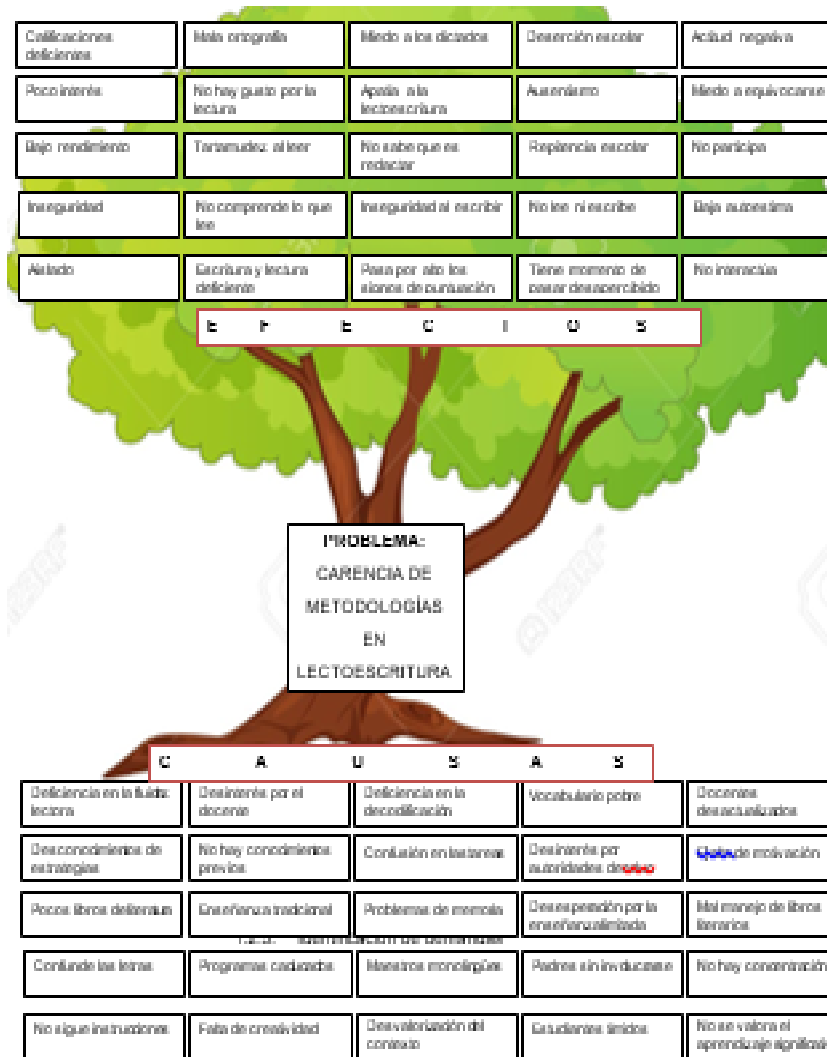 Calificaciones
deficientes
Mala ortografía
Miedo a los dictados
Deserción escolar
Actitud negativa
Poco interés
No hay gusto por la
lectura
Apatía a la
lectoescritura
Ausentismo
Miedo a equivocarse
Bajo rendimiento
Tartamudez al leer
No sabe que es
redactar
Repitencia escolar
No participa
Inseguridad
No comprende lo que
lee
Inseguridad al escribir
No lee ni escribe
Baja autoestima
Aislado
Escritura y lectura
deficiente
Pasa por alto los
signos de puntuación
Tiene momento de
pasar desapercibido
No interactúa
E F E C T O S
PROBLEMA:
CARENCIA DE
METODOLOGÍAS
EN
LECTOESCRITURA
C A U S A S
Deficiencia en la fluidez
lectora
Desinterés por el
docente
Deficiencia en la
decodificación
Vocabulario pobre
Docentes
desactualizados
Desconocimientos de
estrategias
No hay conocimientos
previos
Confusión en las tareas
Desinterés por
autoridades
de motivación
Pocos libros de literatura
Enseñanza tradicional
Problemas de memoria
por la
enseñanza
Mal manejo de libros
literarios
Confunde las letras
Programas caducados
Maestros monolingües
Padres sin involucrarse
No hay concentración
No sigue instrucciones
Falta de creatividad
Desvalorización del
contexto
Estudiantes tímidos
No se valora el
aprendizaje